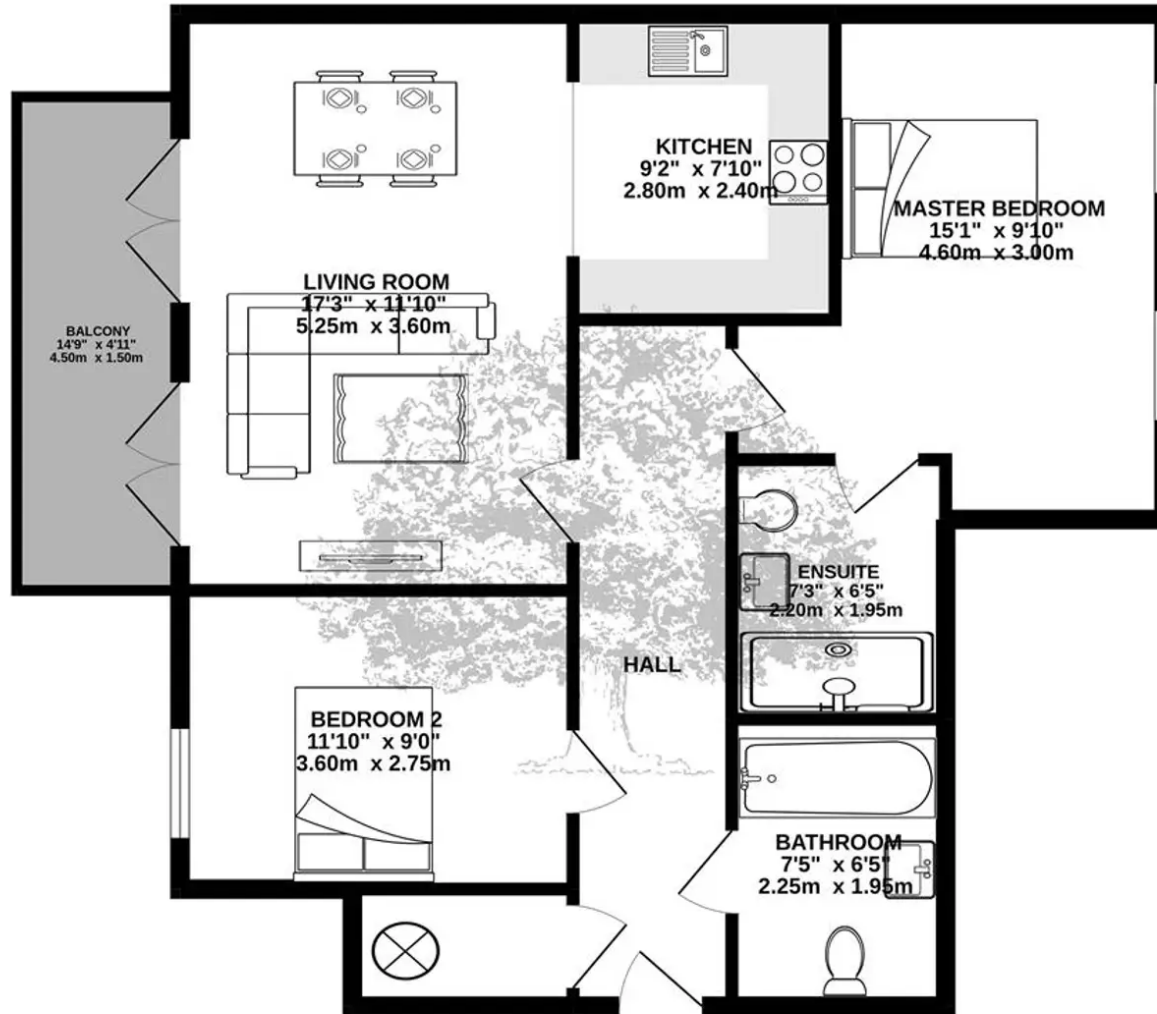 KITCHEN
9'2" x 7'10"
2.80m x 2.40m
MASTER BEDROOM
15'1" x 9'10"
4.60m x 3.00m
LIVING ROOM
17'3" x 11'10"
5.25m x 3.60m
BALCONY
14'9" x 4'11"
4.50m x 1.50m
ENSUITE
7'3" x 6'5"
2.20m x 1.95m
HALL
BEDROOM 2
11'10" x 9'0"
3.60m x 2.75m
BATHROOM
7'5" x 6'5"
2.25m x 1.95m